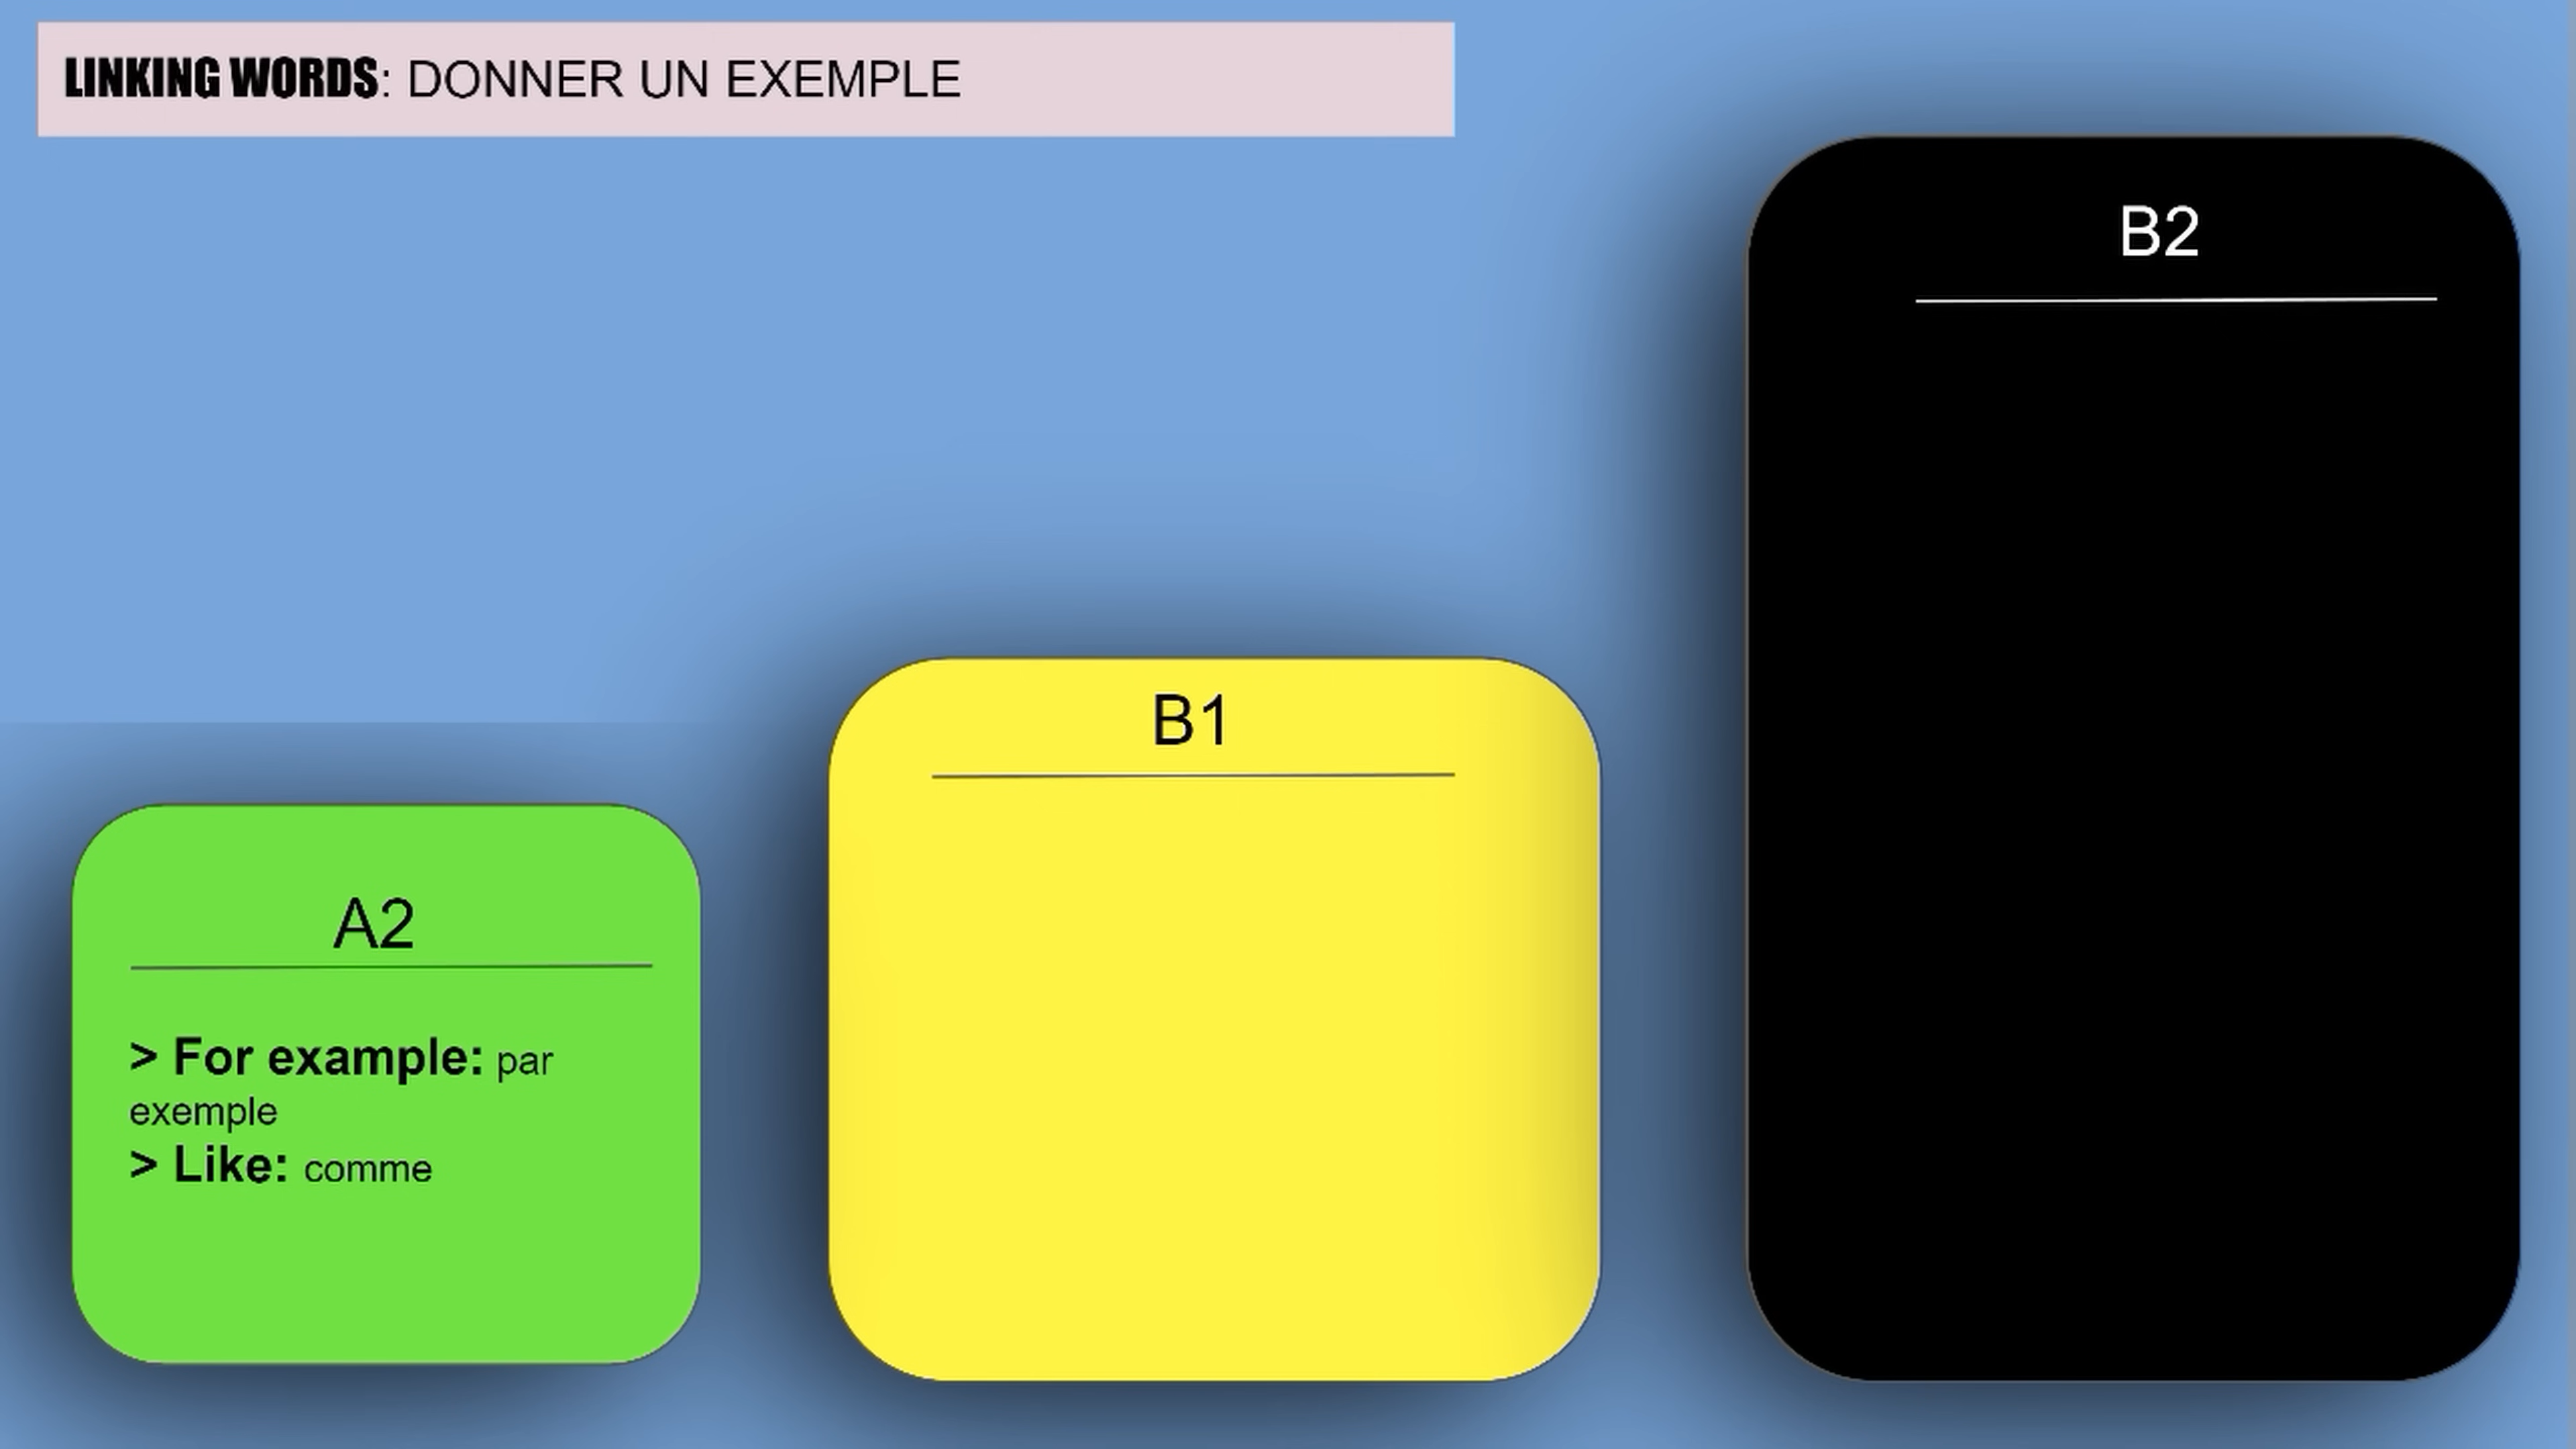 LINKING WORDS: DONNER UN EXEMPLE
B2
B1
A2
> For example: par
exemple
> Like: comme